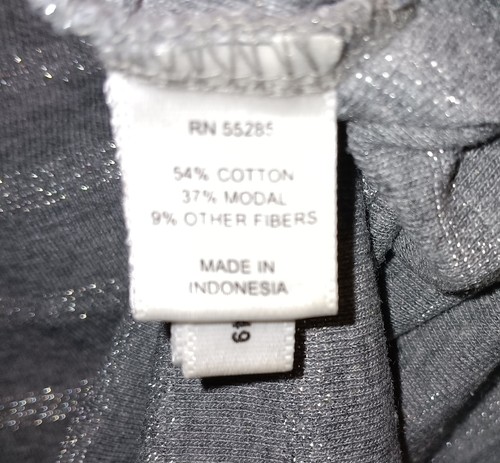 RN 55285
54% COTTON
37% MODAL
9% OTHER FIBERS
MADE IN
INDONESIA